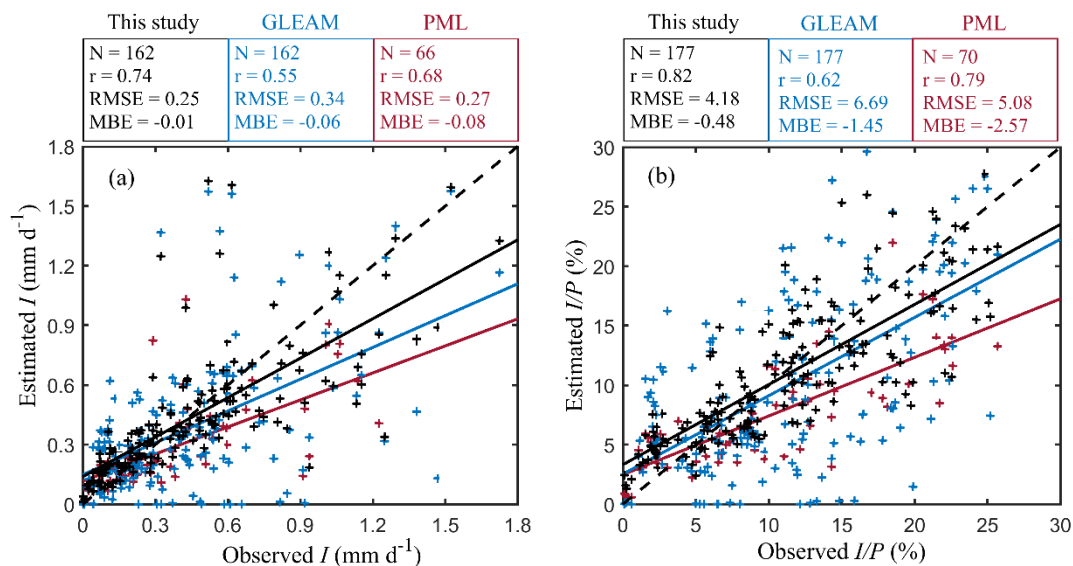 This study GLEAM PML
N = 162 N = 162 N = 66
r = 0.74 r = 0.55 r = 0.68
RMSE = 0.25 RMSE = 0.34 RMSE = 0.27
MBE = -0.01 MBE = -0.06 MBE = -0.08
(a)
1.8
1.5
1.2
0.9
0.6
0.3
0
Estimated I (mm d⁻¹)
0 0.3 0.6 0.9 1.2 1.5 1.8
Observed I (mm d⁻¹)
This study GLEAM PML
N = 177 N = 177 N = 70
r = 0.82 r = 0.62 r = 0.79
RMSE = 4.18 RMSE = 6.69 RMSE = 5.08
MBE = -0.48 MBE = -1.45 MBE = -2.57
(b)
30
25
20
15
10
5
0
Estimated I/P (%)
0 5 10 15 20 25 30
Observed I/P (%)